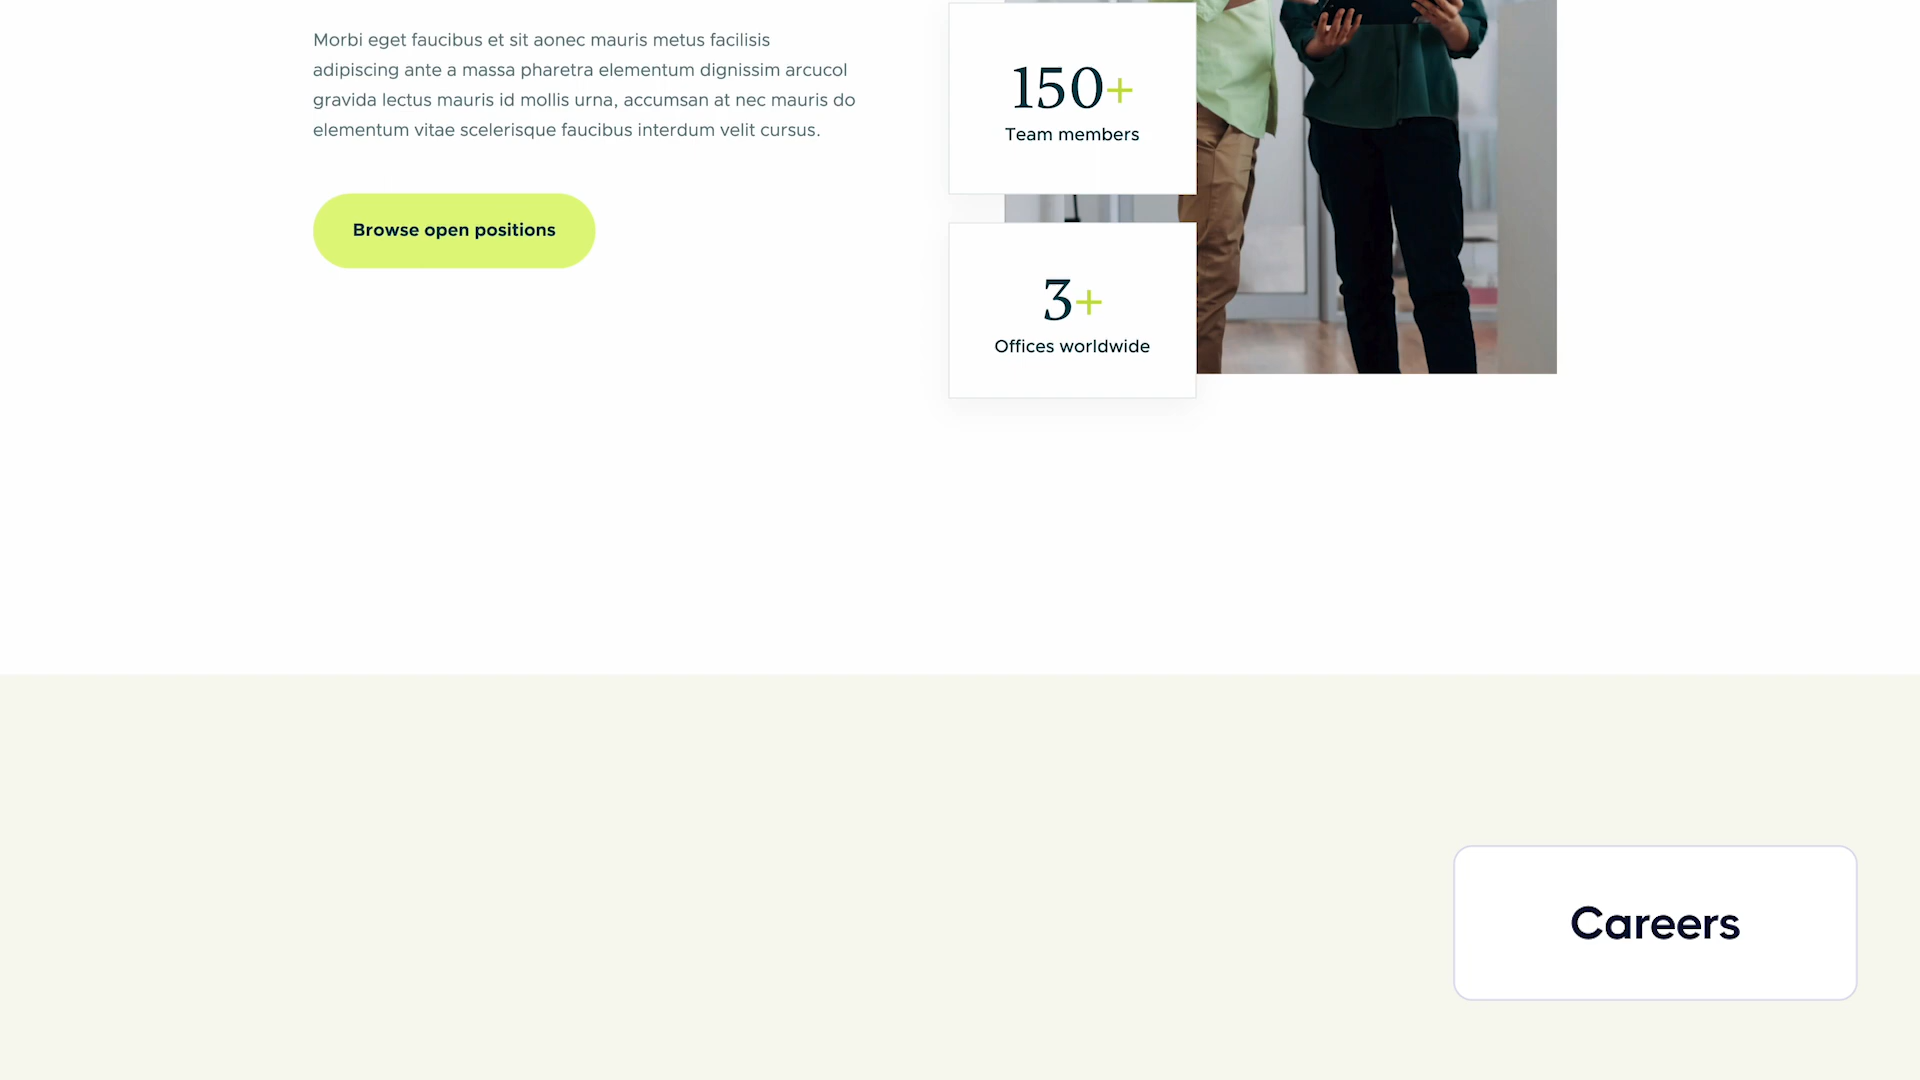 Morbi eget faucibus et sit aonec mauris metus facilisis
adipiscing ante a massa pharetra elementum dignissim arcucol
gravida lectus mauris id mollis urna, accumsan at nec mauris do
elementum vitae scelerisque faucibus interdum velit cursus.
Browse open positions
150+
Team members
3+
Offices worldwide
Careers